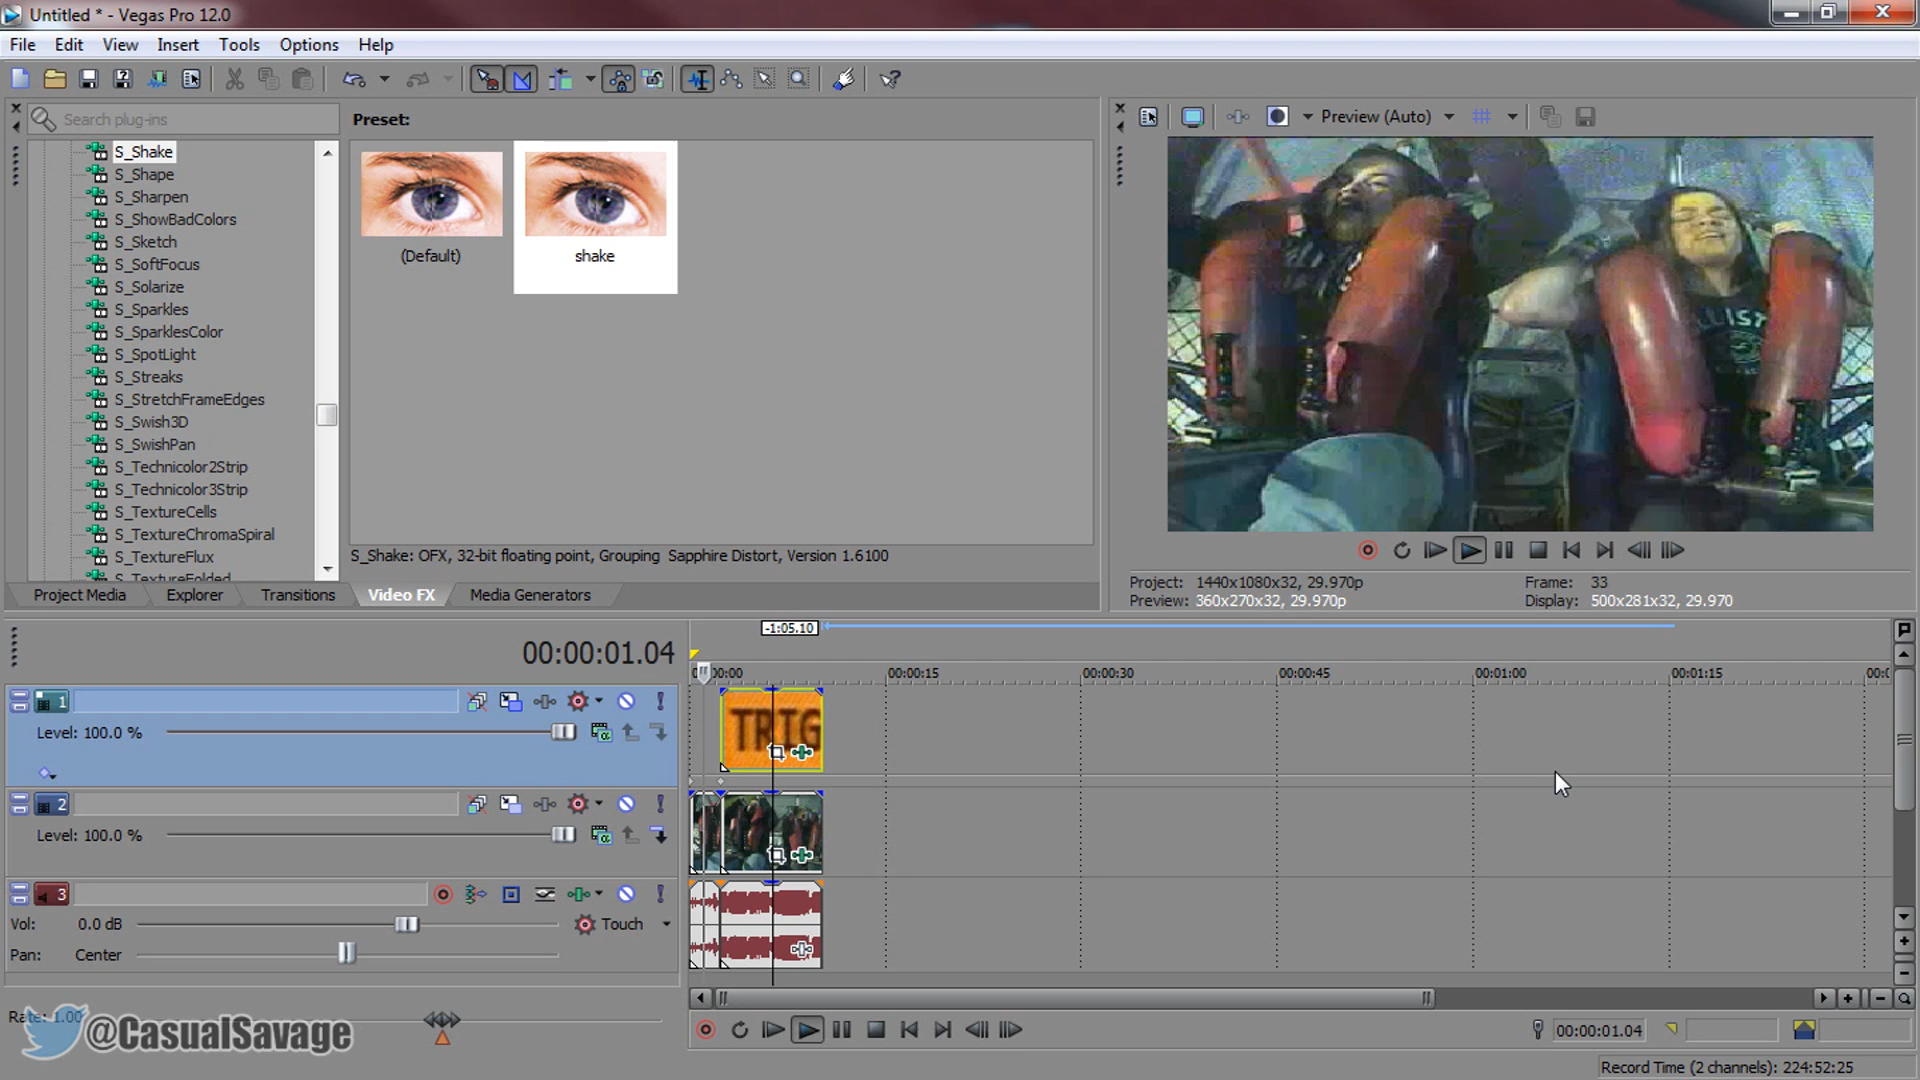 Untitled * - Vegas Pro 12.0
File Edit View Insert Tools Options Help
Search plug-ins
Preset:
Preview (Auto)
S_Shake
S_Shape
S_Sharpen
S_ShowBadColors
S_Sketch
S_SoftFocus
S_Solarize
S_Sparkles
S_SparklesColor
S_SpotLight
S_Streaks
S_StretchFrameEdges
S_Swish3D
S_SwishPan
S_Technicolor2Strip
S_Technicolor3Strip
S_TextureCells
S_TextureChromaSpiral
S_TextureFlux
S_TextureFolded
(Default)
shake
S_Shake: OFX, 32-bit floating point, Grouping Sapphire Distort, Version 1.6100
Project Media Explorer Transitions Video FX Media Generators
Project: 1440x1080x32, 29.970p
Frame: 33
Preview: 360x270x32, 29.970p
Display: 500x281x32, 29.970
-1:05.10
00:00:01.04
00:00:15 00:00:30 00:00:45 00:01:00 00:01:15
1
Level: 100.0 %
TRIG
2
Level: 100.0 %
3
Vol: 0.0 dB
Touch
Pan: Center
Rate: 1.00
@CasualSavage
00:00:01.04
Record Time (2 channels): 224:52:25